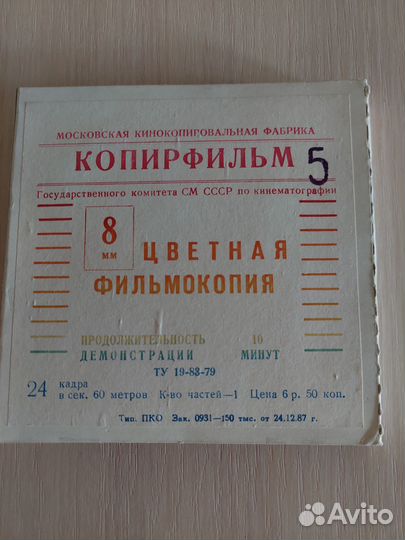 МОСКОВСКАЯ КИНОКОПИРОВАЛЬНАЯ ФАБРИКА
КОПИРФИЛЬМ 5
Государственного комитета СМ СССР по кинематографии
8
мм
ЦВЕТНАЯ
ФИЛЬМОКОПИЯ
ПРОДОЛЖИТЕЛЬНОСТЬ 10
ДЕМОНСТРАЦИИ МИНУТ
ТУ 19-83-79
24 кадра
в сек. 60 метров К-во частей—1 Цена 6 р. 50 коп.
Тип. ПКО Зак. 0931—150 тыс. от 24.12.87 г.
Avito